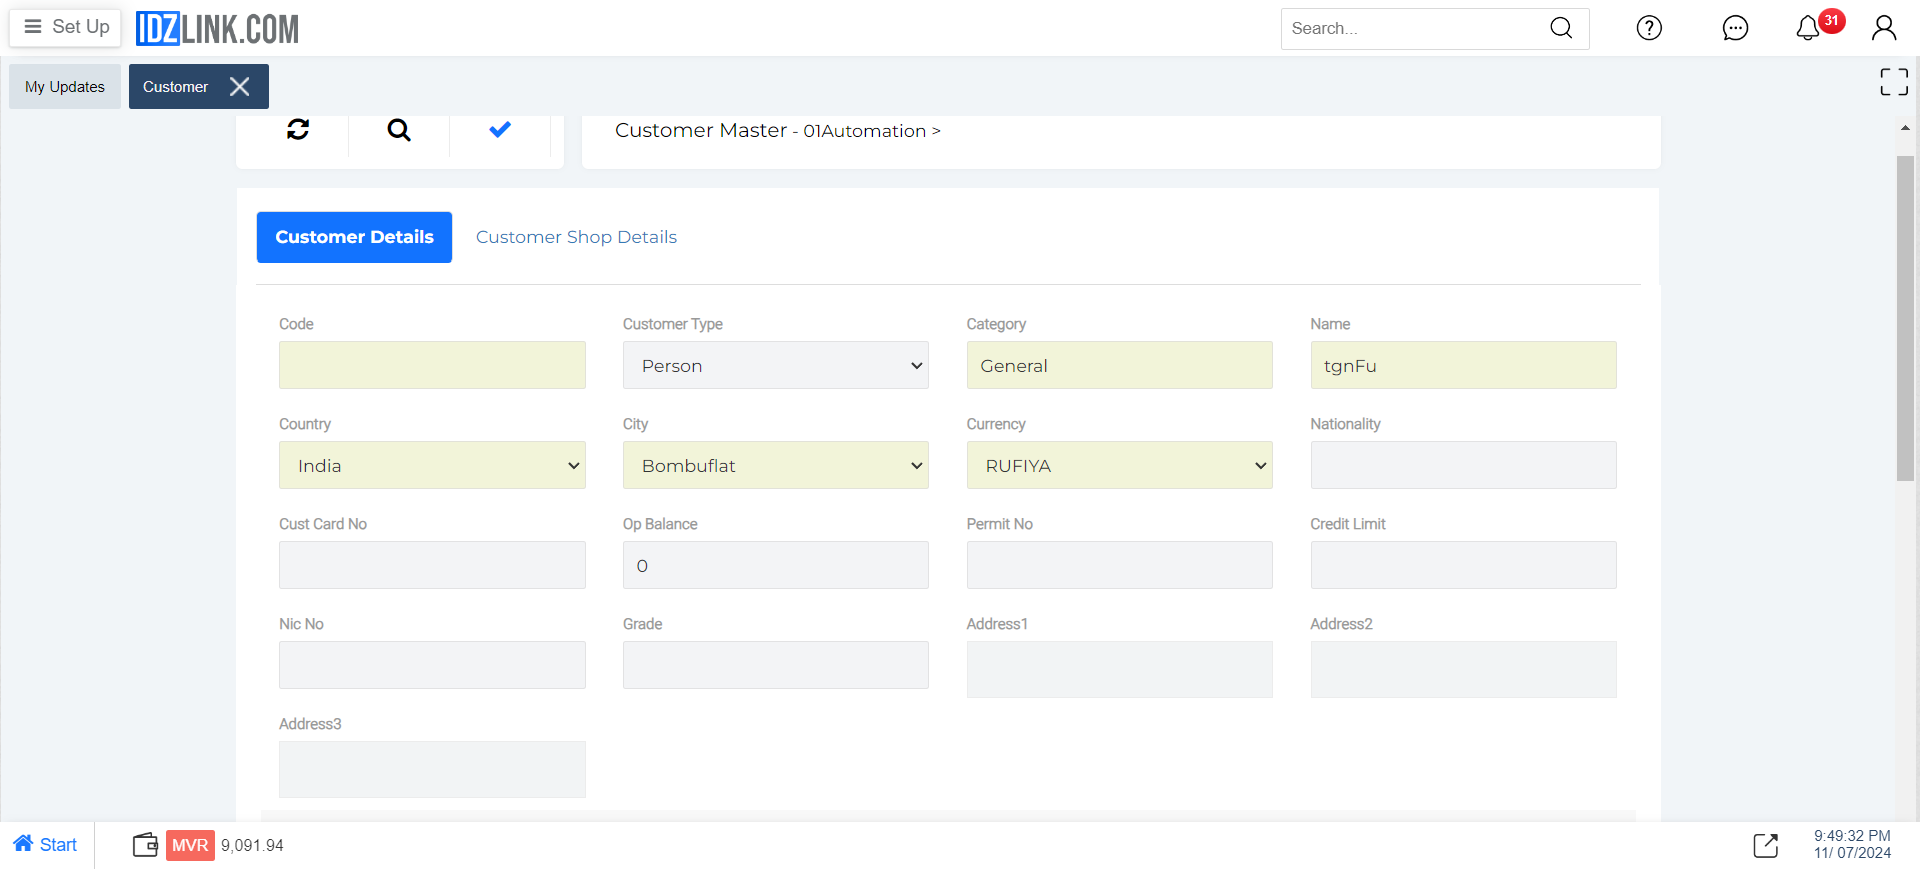 Set Up
IDZLINK.COM
Search...
31
My Updates
Customer
Customer Master - 01Automation >
Customer Details
Customer Shop Details
Code
Customer Type
Category
Name
Person
General
tgnFu
Country
City
Currency
Nationality
India
Bombuflat
RUFIYA
Cust Card No
Op Balance
Permit No
Credit Limit
0
Nic No
Grade
Address1
Address2
Address3
Start
MVR 9,091.94
9:49:32 PM
11/ 07/2024